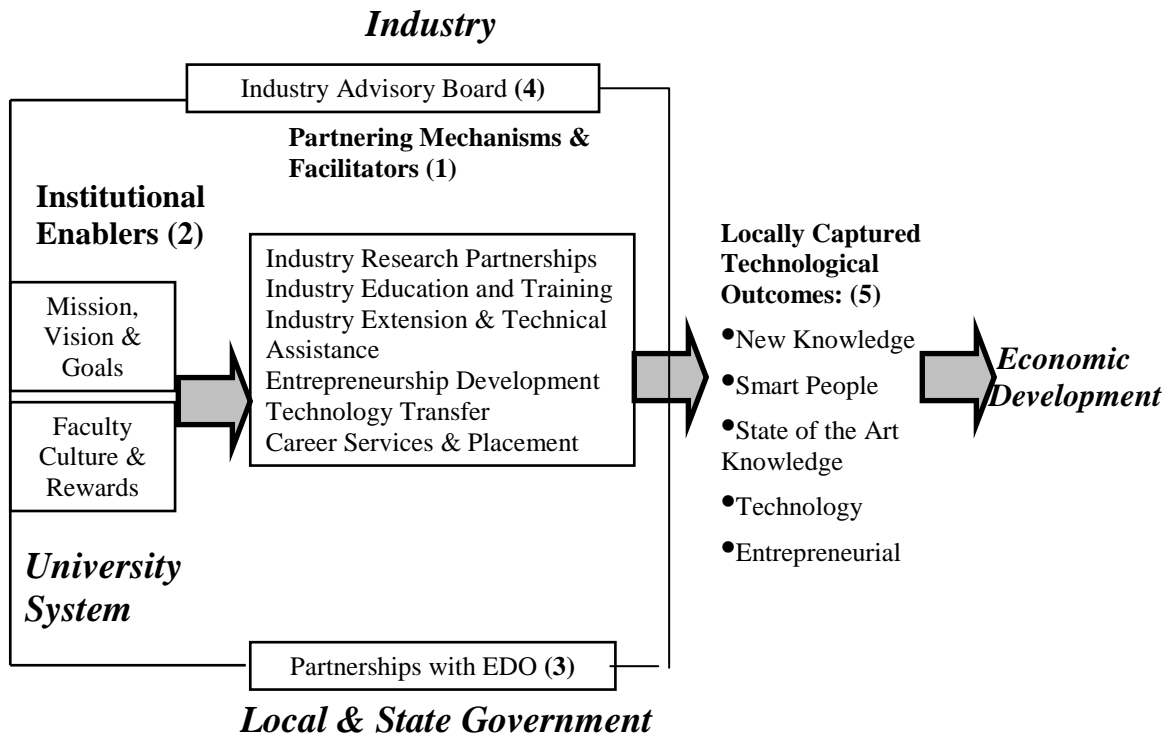 Industry
Industry Advisory Board (4)
Partnering Mechanisms &
Facilitators (1)
Institutional
Enablers (2)
Mission,
Vision &
Goals
Faculty
Culture &
Rewards
University
System
Industry Research Partnerships
Industry Education and Training
Industry Extension & Technical
Assistance
Entrepreneurship Development
Technology Transfer
Career Services & Placement
Locally Captured
Technological
Outcomes: (5)
•New Knowledge
•Smart People
•State of the Art
Knowledge
•Technology
•Entrepreneurial
Economic
Development
Partnerships with EDO (3)
Local & State Government